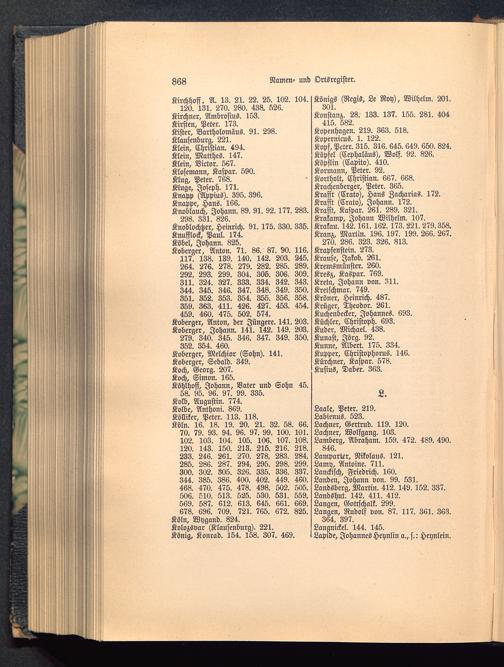 868
Namen- und Ortsregister.
Kirchhoff, A. 13. 21. 22. 25. 102. 104.
120. 131. 270. 280. 438. 526.
Kirchner, Ambrosius. 153.
Kirsten, Peter. 173.
Kister, Bartholomäus. 91. 298.
Klausenburg. 221.
Klein, Christian. 494.
Klein, Matthes. 147.
Klein, Victor. 567.
Klosemann, Kaspar. 590.
Klug, Peter. 768.
Kluge, Joseph. 171.
Knapp (Appius). 395. 396.
Knappe, Hans. 166.
Knoblauch, Johann. 89. 91. 92. 177. 283.
298. 331. 826.
Knoblochzer, Heinrich. 91. 175. 330. 335.
Knufflock, Paul. 174.
Köbel, Johann. 825.
Koberger, Anton. 71. 86. 87. 90. 116.
117. 138. 139. 140. 142. 203. 245.
264. 276. 278. 279. 282. 285. 289.
292. 293. 299. 304. 305. 306. 309.
311. 324. 327. 333. 334. 342. 343.
344. 345. 346. 347. 348. 349. 350.
351. 352. 353. 354. 355. 356. 358.
359. 363. 411. 426. 427. 453. 454.
459. 460. 475. 502. 574.
Koberger, Anton, der Jüngere. 141. 203.
Koberger, Johann. 141. 142. 149. 203.
279. 340. 345. 346. 347. 349. 350.
352. 354. 460.
Koberger, Melchior (Sohn). 141.
Koberger, Sebald. 349.
Koch, Georg. 207.
Koch, Simon. 165.
Köhlhoff, Johann, Vater und Sohn 45.
58. 95. 96. 97. 99. 335.
Kolb, Augustin. 774.
Kolbe, Anthoni. 869.
Kölliker, Peter. 113. 118.
Köln. 16. 18. 19. 20. 21. 32. 58. 66.
70. 79. 93. 94. 96. 97. 99. 100. 101.
102. 103. 104. 105. 106. 107. 108.
120. 143. 150. 213. 215. 216. 218.
233. 246. 261. 270. 278. 283. 284.
285. 286. 287. 294. 295. 298. 299.
300. 302. 305. 326. 335. 336. 337.
344. 385. 386. 400. 402. 449. 460.
468. 470. 475. 478. 498. 502. 505.
506. 510. 513. 525. 530. 531. 559.
569. 587. 612. 613. 645. 661. 669.
678. 696. 709. 721. 765. 672. 825.
Köln, Wygand. 824.
Kolozsvar (Klausenburg). 221.
König, Konrad. 154. 158. 307. 469.
Königs (Regis, Le Roy), Wilhelm. 201.
301.
Konstanz. 28. 133. 137. 155. 281. 404
415. 582.
Kopenhagen. 219. 363. 518.
Kopernicus. 1. 122.
Kopf, Peter. 315. 316. 645. 649. 650. 824.
Köpfel (Cephaläus), Wolf. 92. 826.
Köpflin (Capito). 410.
Kormann, Peter. 92.
Kortholt, Christian. 667. 668.
Krachenberger, Peter. 365.
Krafft (Crato), Hans Zacharias. 172.
Krafft (Crato), Johann. 172.
Krafft, Kaspar. 261. 289. 321.
Krakamp, Johann Wilhelm. 107.
Krakau. 142. 161. 162. 173. 221. 279. 358.
Kranz, Martin. 196. 197. 199. 266. 267.
270. 286. 323. 326. 813.
Krapfenstein. 273.
Krause, Jakob. 261.
Kremsmünster. 260.
Kresz, Kaspar. 769.
Kreta, Johann von. 311.
Kretschmar. 749.
Kröner, Heinrich. 487.
Krüger, Theodor. 261.
Kuchenbecker, Johannes. 693.
Küchler, Christoph. 693.
Kuder, Michael. 438.
Kunast, Jörg. 92.
Kunne, Albert. 175. 334.
Kupper, Christophorus. 146.
Kürchner, Kaspar. 578.
Kusius, Daber. 363.
L.
Laale, Peter. 219.
Labienus. 523.
Lachner, Gertrud. 119. 120.
Lachner, Wolfgang. 103.
Lamberg, Abraham. 159. 472. 489. 490.
846.
Lamparter, Nikolaus. 121.
Lamy, Antoine. 711.
Lanckisch, Friedrich. 160.
Landen, Johann von. 99. 531.
Landsberg, Martin. 412. 149. 152. 337.
Landshut. 142. 411. 412.
Langen, Gottschalk. 299.
Langen, Rudolf von. 87. 117. 361. 363.
364. 397.
Langnickel. 144. 145.
Lapide, Johannes Heynlin a., s.: Heynlein.